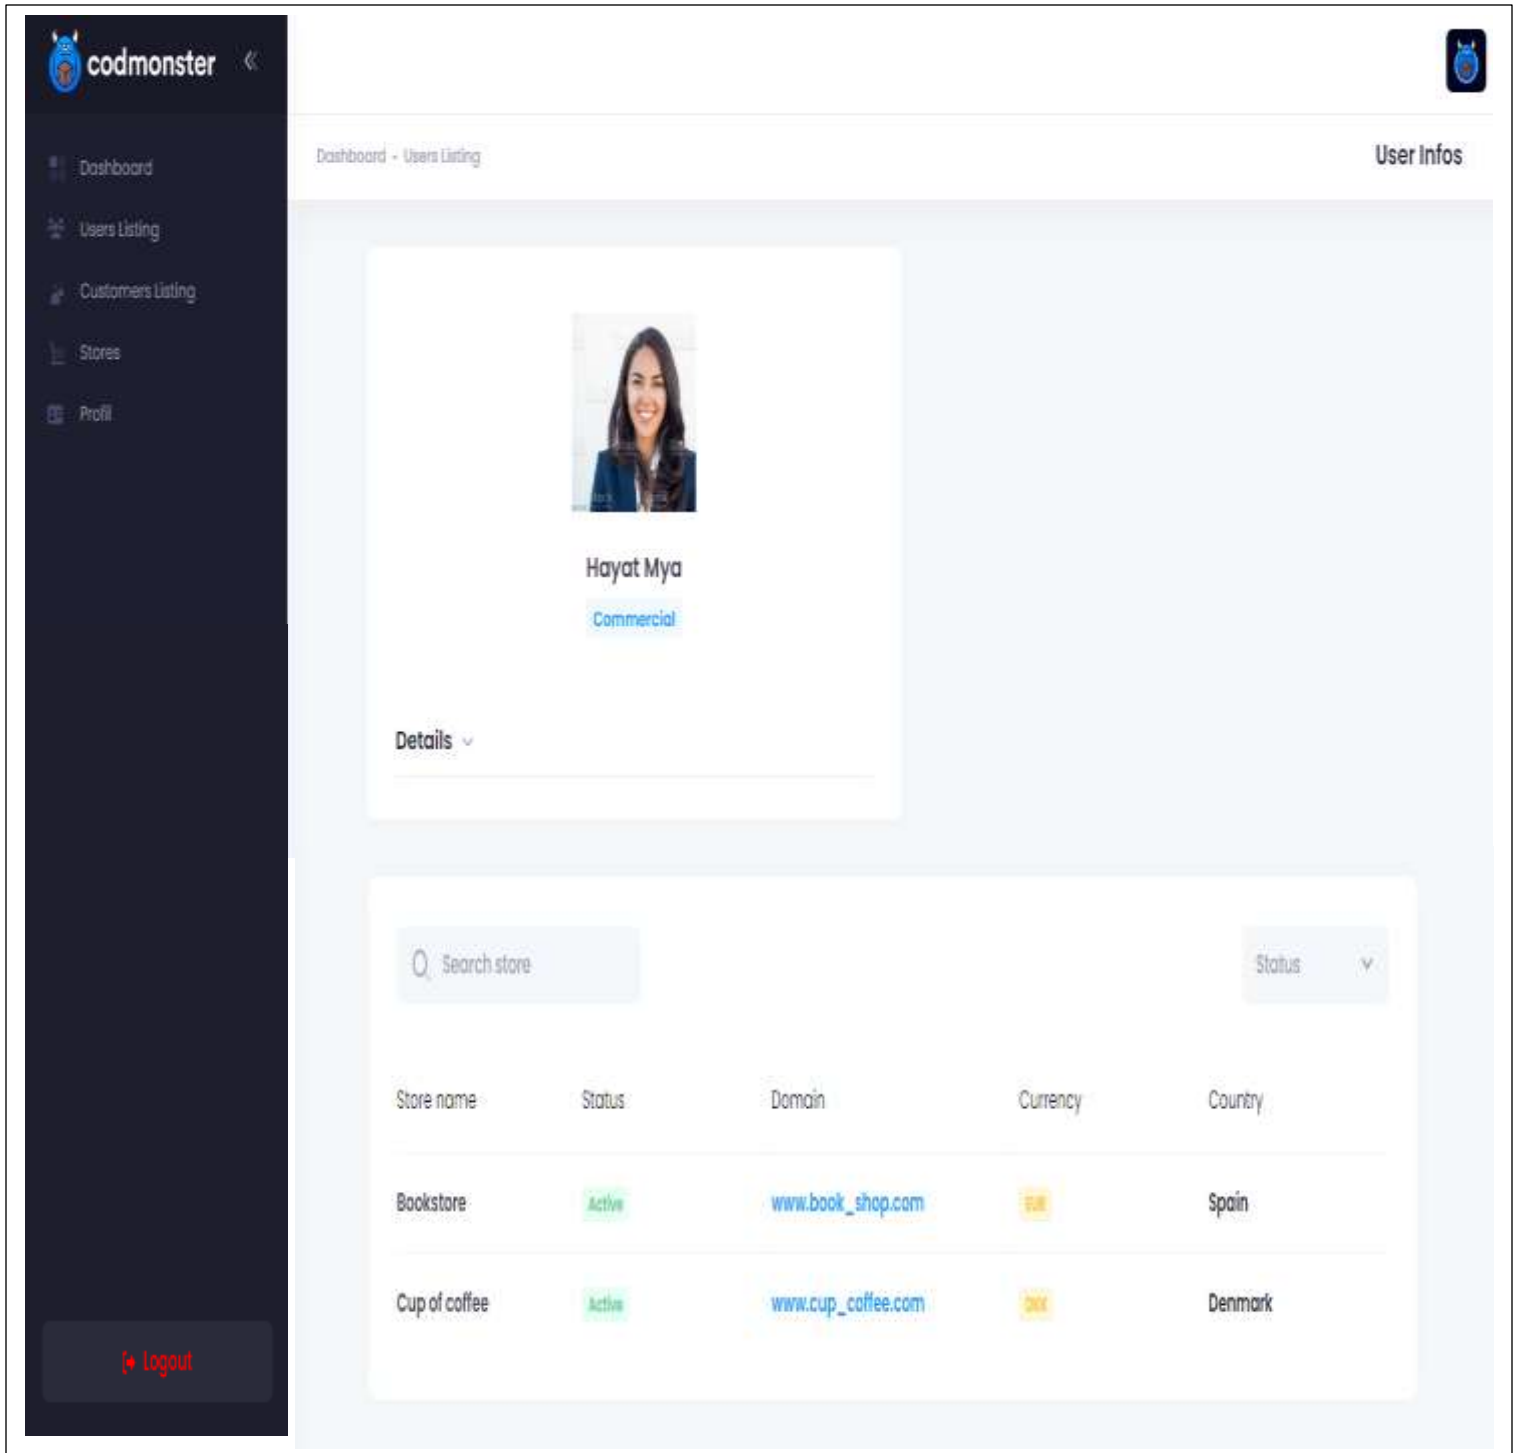 codmonster
Dashboard
Users Listing
Customers Listing
Stores
Profil
Logout
Dashboard - Users Listing
User Infos
Hayat Mya
Commercial
Details
Search store
Status
Store name Status Domain Currency Country
Bookstore Active www.book_shop.com EUR Spain
Cup of coffee Active www.cup_coffee.com DKK Denmark